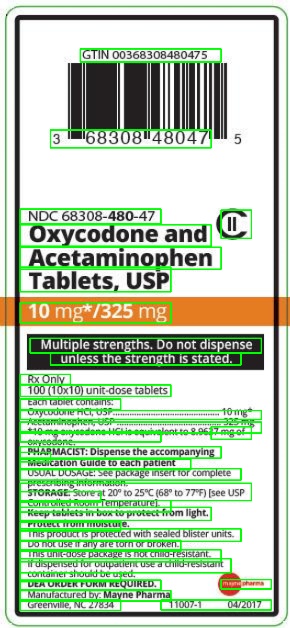 GTIN 00368308480475
3 68308 48047 5
NDC 68308-480-47
CII
Oxycodone and
Acetaminophen
Tablets, USP
10 mg*/325 mg
Multiple strengths. Do not dispense
unless the strength is stated.
Rx Only
100 (10x10) unit-dose tablets
Each tablet contains:
Oxycodone HCl, USP 10 mg*
Acetaminophen, USP 325 mg
*10 mg oxycodone HCl is equivalent to 8.9637 mg of
oxycodone.
PHARMACIST: Dispense the accompanying
Medication Guide to each patient
USUAL DOSAGE: See package insert for complete
prescribing information.
STORAGE: Store at 20° to 25°C (68° to 77°F) [see USP
Controlled Room Temperature].
Keep tablets in box to protect from light.
Protect from moisture.
This product is protected with sealed blister units.
Do not use if any are torn or broken.
This unit-dose package is not child-resistant.
If dispensed for outpatient use a child-resistant
container should be used.
DEA ORDER FORM REQUIRED.
mayne pharma
Manufactured by: Mayne Pharma
Greenville, NC 27834 11007-1 04/2017